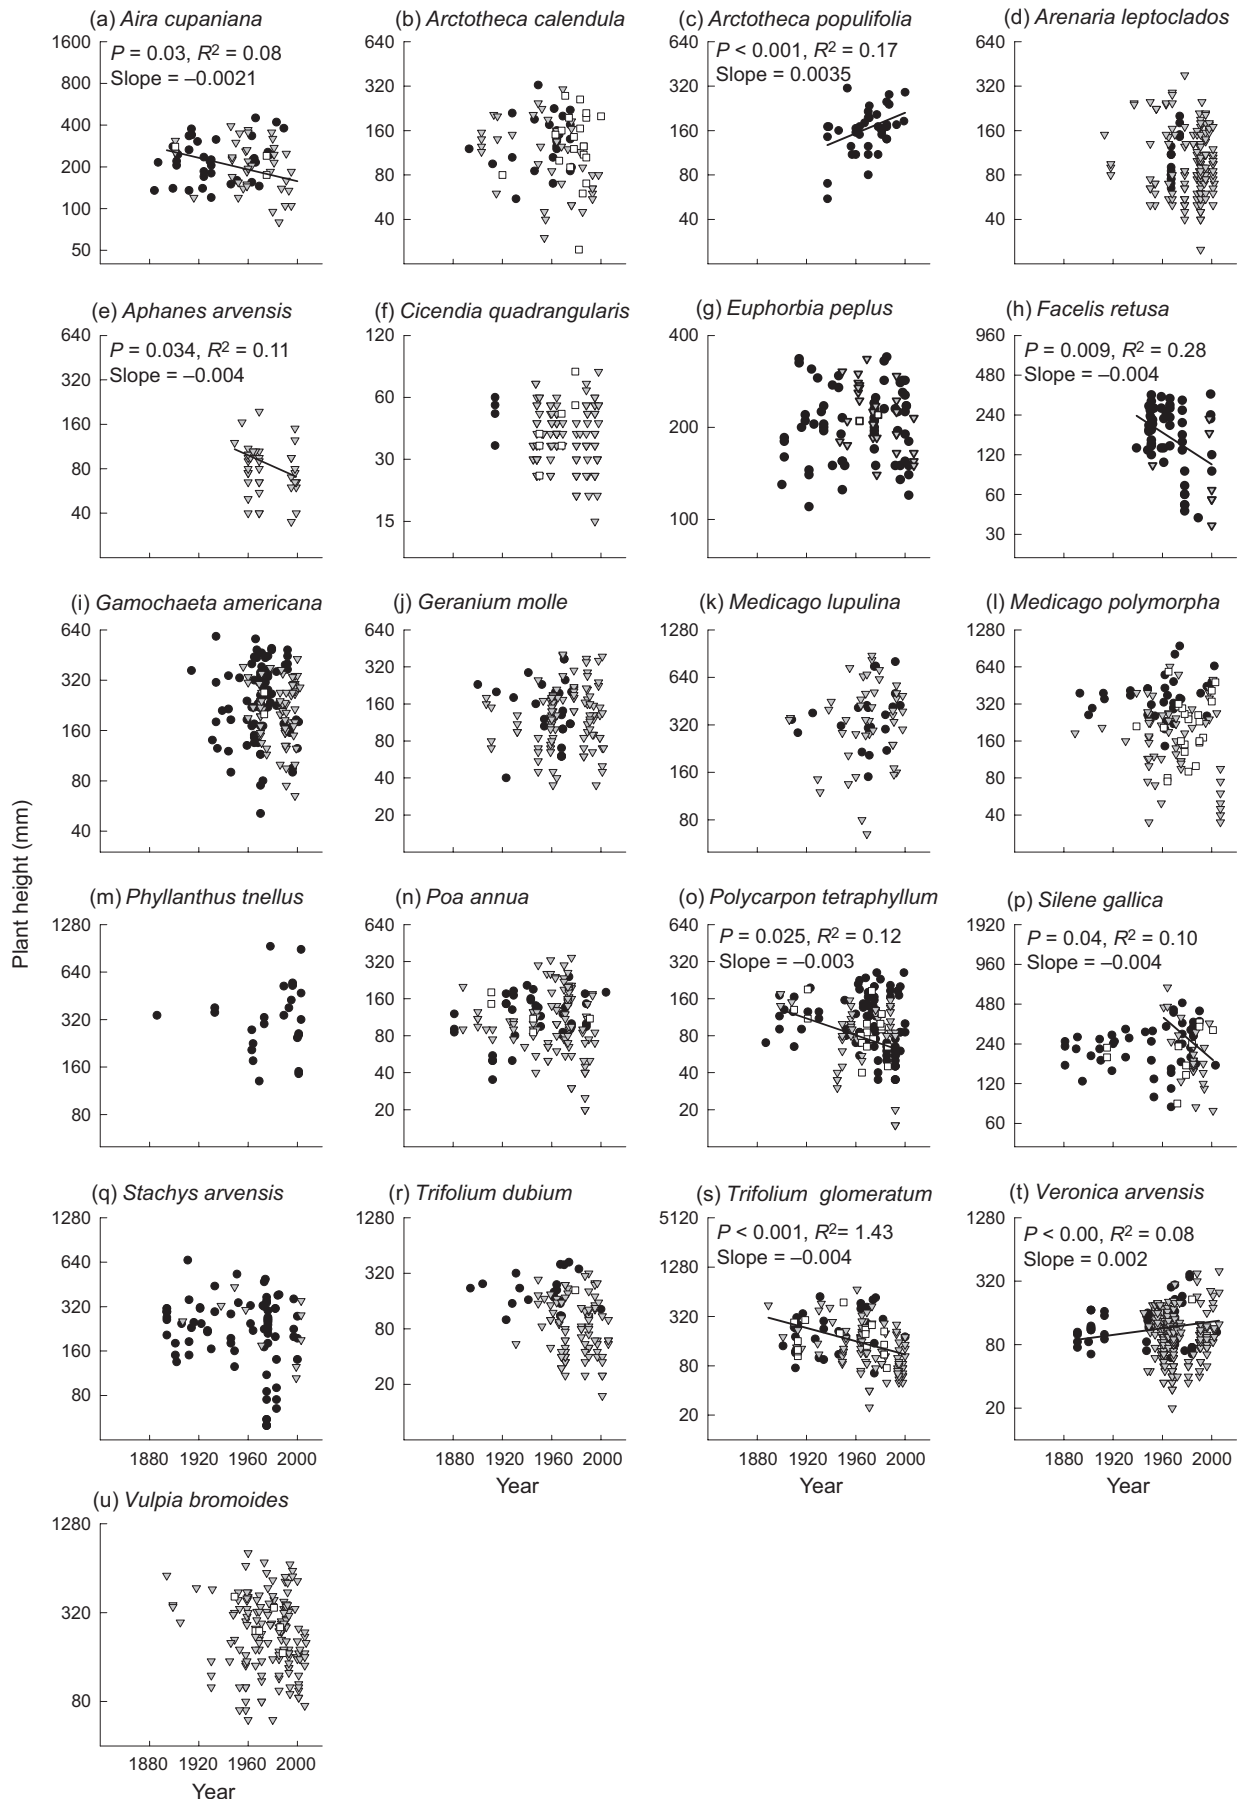 (a) Aira cupaniana
P = 0.03, R² = 0.08
Slope = –0.0021
1600
800
400
200
100
50
(b) Arctotheca calendula
640
320
160
80
40
(c) Arctotheca populifolia
P < 0.001, R² = 0.17
Slope = 0.0035
640
320
160
80
40
(d) Arenaria leptoclados
640
320
160
80
40
(e) Aphanes arvensis
P = 0.034, R² = 0.11
Slope = –0.004
640
320
160
80
40
(f) Cicendia quadrangularis
120
60
30
15
(g) Euphorbia peplus
400
200
100
(h) Facelis retusa
P = 0.009, R² = 0.28
Slope = –0.004
960
480
240
120
60
30
(i) Gamochaeta americana
640
320
160
80
40
(j) Geranium molle
640
320
160
80
40
20
(k) Medicago lupulina
1280
640
320
160
80
(l) Medicago polymorpha
1280
640
320
160
80
40
Plant height (mm)
(m) Phyllanthus tnellus
1280
640
320
160
80
(n) Poa annua
640
320
160
80
40
20
(o) Polycarpon tetraphyllum
P = 0.025, R² = 0.12
Slope = –0.003
640
320
160
80
40
20
(p) Silene gallica
P = 0.04, R² = 0.10
Slope = –0.004
1920
960
480
240
120
60
(q) Stachys arvensis
1280
640
320
160
80
1880 1920 1960 2000
(r) Trifolium dubium
1280
320
80
20
1880 1920 1960 2000
Year
(s) Trifolium glomeratum
P < 0.001, R²= 1.43
Slope = –0.004
5120
1280
320
80
20
1880 1920 1960 2000
Year
(t) Veronica arvensis
P < 0.00, R² = 0.08
Slope = 0.002
1280
320
80
20
1880 1920 1960 2000
Year
(u) Vulpia bromoides
1280
320
80
1880 1920 1960 2000
Year